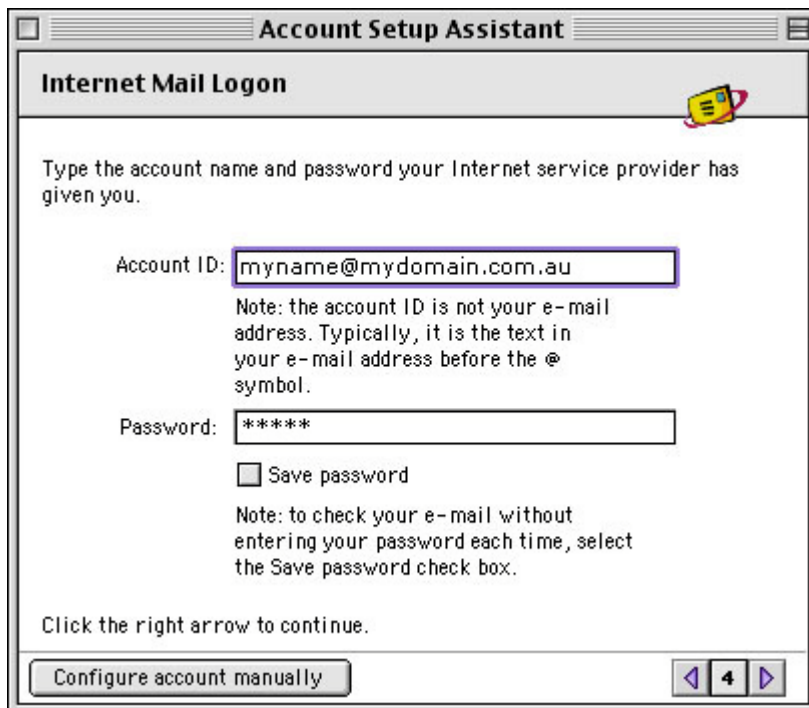 Account Setup Assistant
Internet Mail Logon
Type the account name and password your Internet service provider has
given you.
Account ID: myname@mydomain.com.au
Note: the account ID is not your e-mail
address. Typically, it is the text in
your e-mail address before the @
symbol.
Password: *****
Save password
Note: to check your e-mail without
entering your password each time, select
the Save password check box.
Click the right arrow to continue.
Configure account manually 4